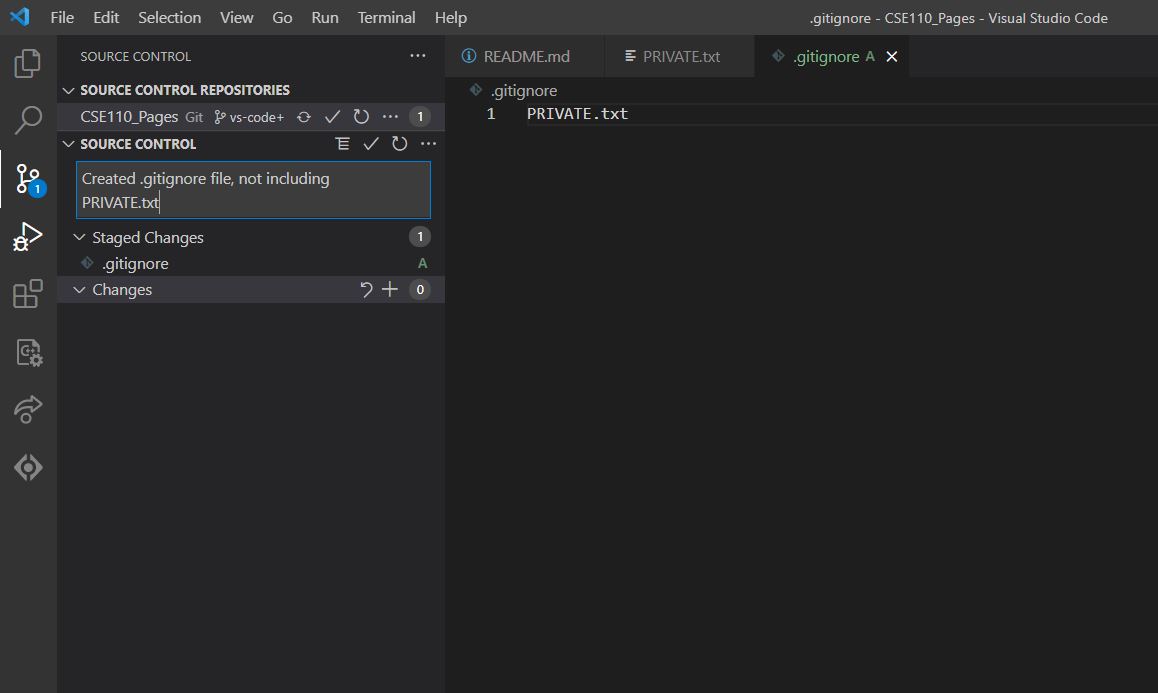 File Edit Selection View Go Run Terminal Help .gitignore - CSE110_Pages - Visual Studio Code
SOURCE CONTROL ···
README.md PRIVATE.txt .gitignore A
SOURCE CONTROL REPOSITORIES
.gitignore
CSE110_Pages Git vs-code+ ··· 1
1 PRIVATE.txt
SOURCE CONTROL ···
Created .gitignore file, not including
PRIVATE.txt
1
Staged Changes 1
.gitignore A
Changes 0